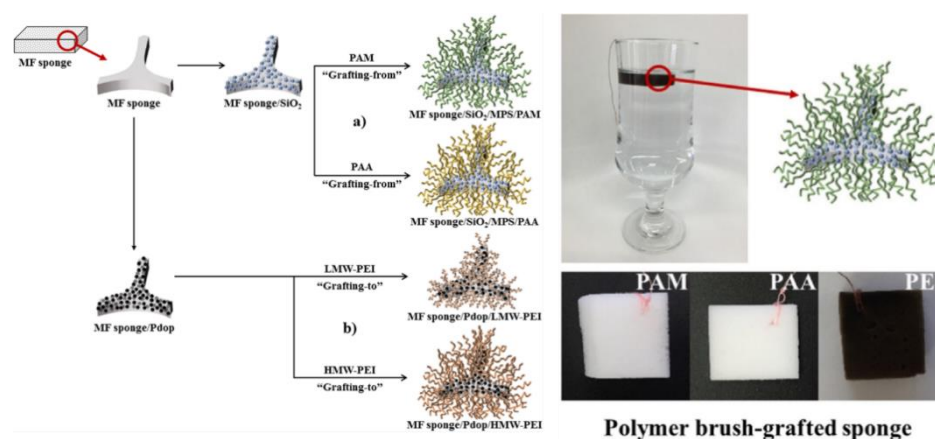 MF sponge
MF sponge
MF sponge/SiO₂
PAM
"Grafting-from"
MF sponge/SiO₂/MPS/PAM
a)
PAA
"Grafting-from"
MF sponge/SiO₂/MPS/PAA
MF sponge/Pdop
LMW-PEI
"Grafting-to"
MF sponge/Pdop/LMW-PEI
b)
HMW-PEI
"Grafting-to"
MF sponge/Pdop/HMW-PEI
PAM
PAA
PE
Polymer brush-grafted sponge